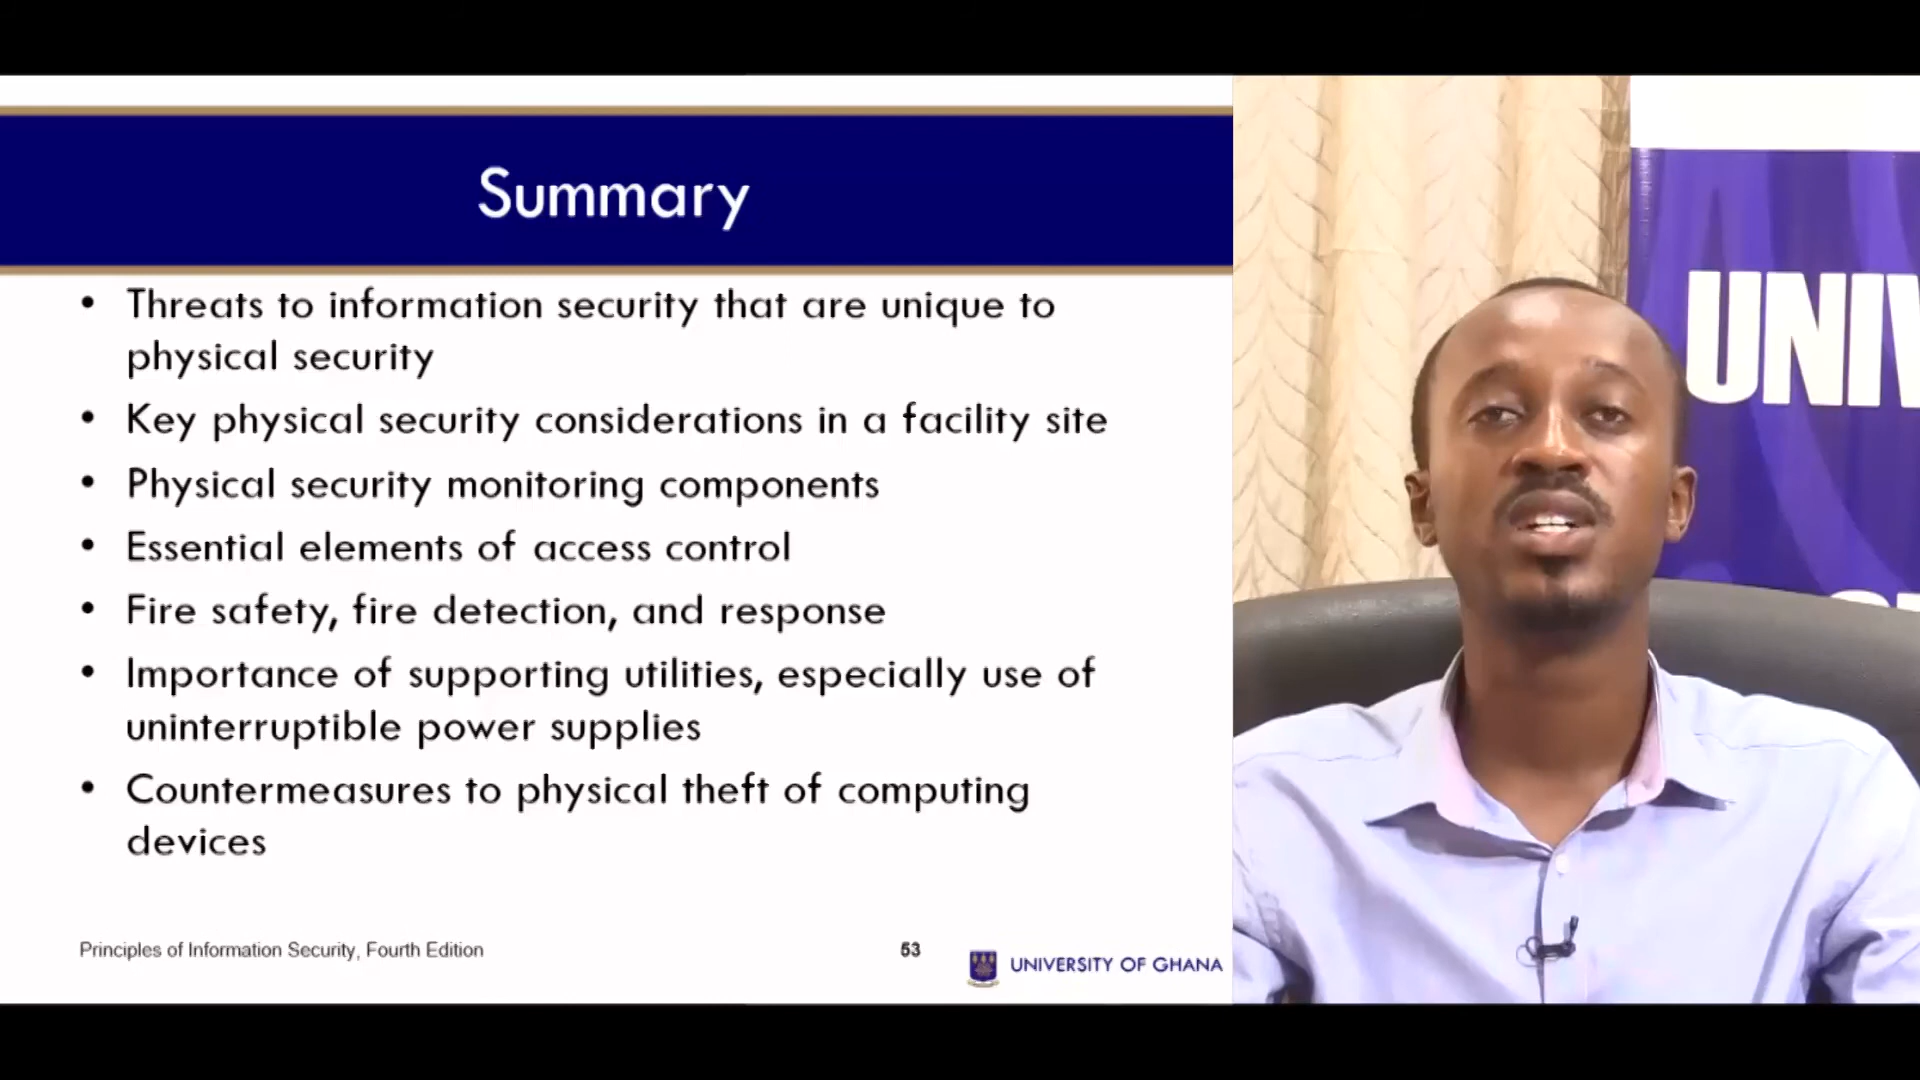 Summary
• Threats to information security that are unique to
physical security
• Key physical security considerations in a facility site
• Physical security monitoring components
• Essential elements of access control
• Fire safety, fire detection, and response
• Importance of supporting utilities, especially use of
uninterruptible power supplies
• Countermeasures to physical theft of computing
devices
Principles of Information Security, Fourth Edition
53
UNIVERSITY OF GHANA
UNIV